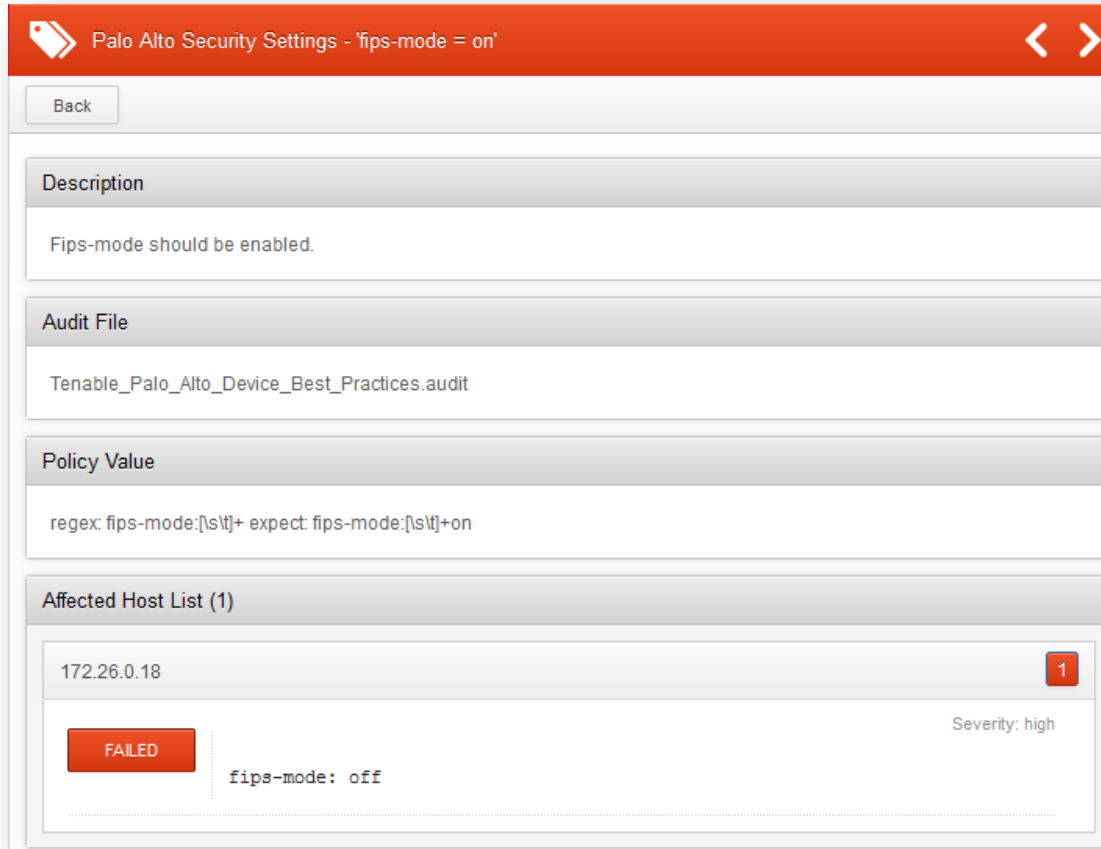 Palo Alto Security Settings - 'fips-mode = on'
Back
Description
Fips-mode should be enabled.
Audit File
Tenable_Palo_Alto_Device_Best_Practices.audit
Policy Value
regex: fips-mode:[\s\t]+ expect: fips-mode:[\s\t]+on
Affected Host List (1)
172.26.0.18
1
Severity: high
FAILED
fips-mode: off